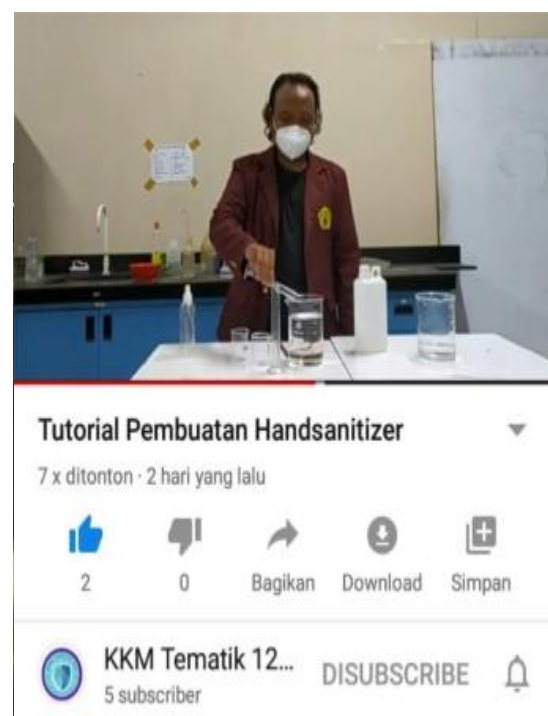 Tutorial Pembuatan Handsanitizer
7 x ditonton · 2 hari yang lalu
2
0
Bagikan
Download
Simpan
KKM Tematik 12...
DISUBSCRIBE
5 subscriber